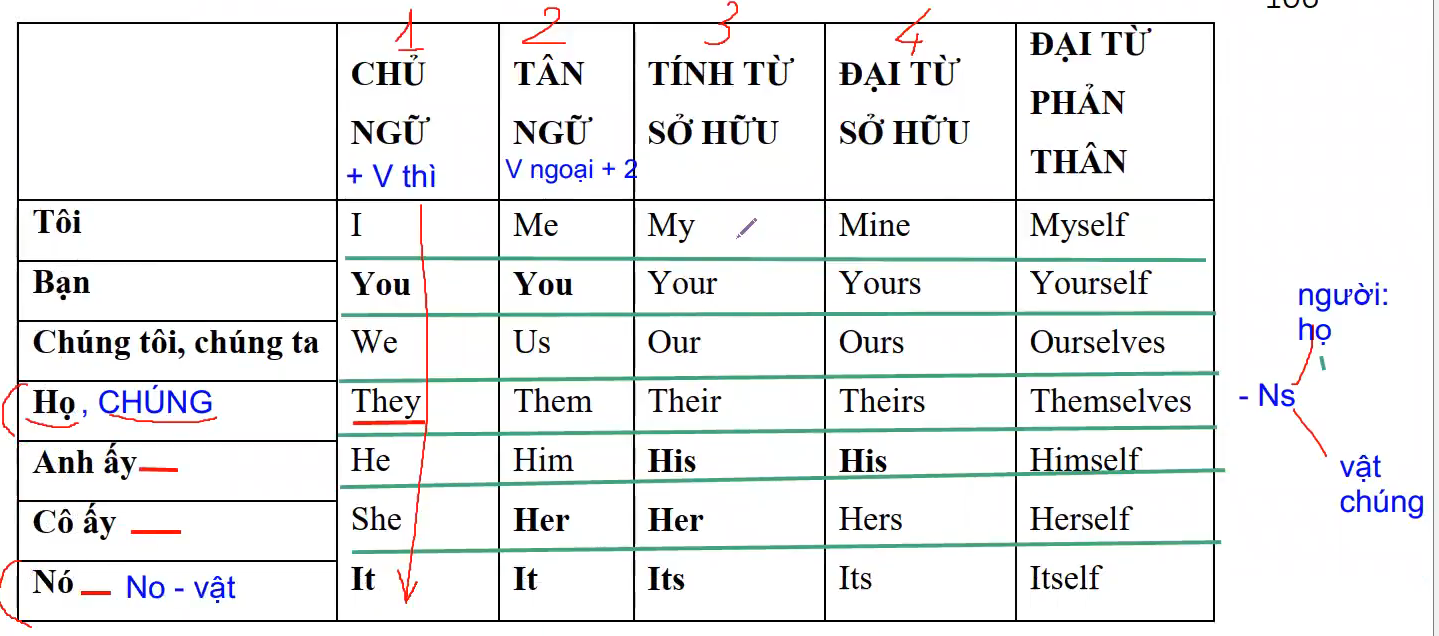 100
1 2 3 4
CHỦ NGỮ + V thì TÂN NGỮ V ngoại + 2 TÍNH TỪ SỞ HỮU ĐẠI TỪ SỞ HỮU ĐẠI TỪ PHẢN THÂN
Tôi I Me My Mine Myself
Bạn You You Your Yours Yourself
Chúng tôi, chúng ta We Us Our Ours Ourselves
Họ , CHÚNG They Them Their Theirs Themselves
Anh ấy He Him His His Himself
Cô ấy She Her Her Hers Herself
Nó No - vật It It Its Its Itself
người:
họ
- Ns
vật
chúng